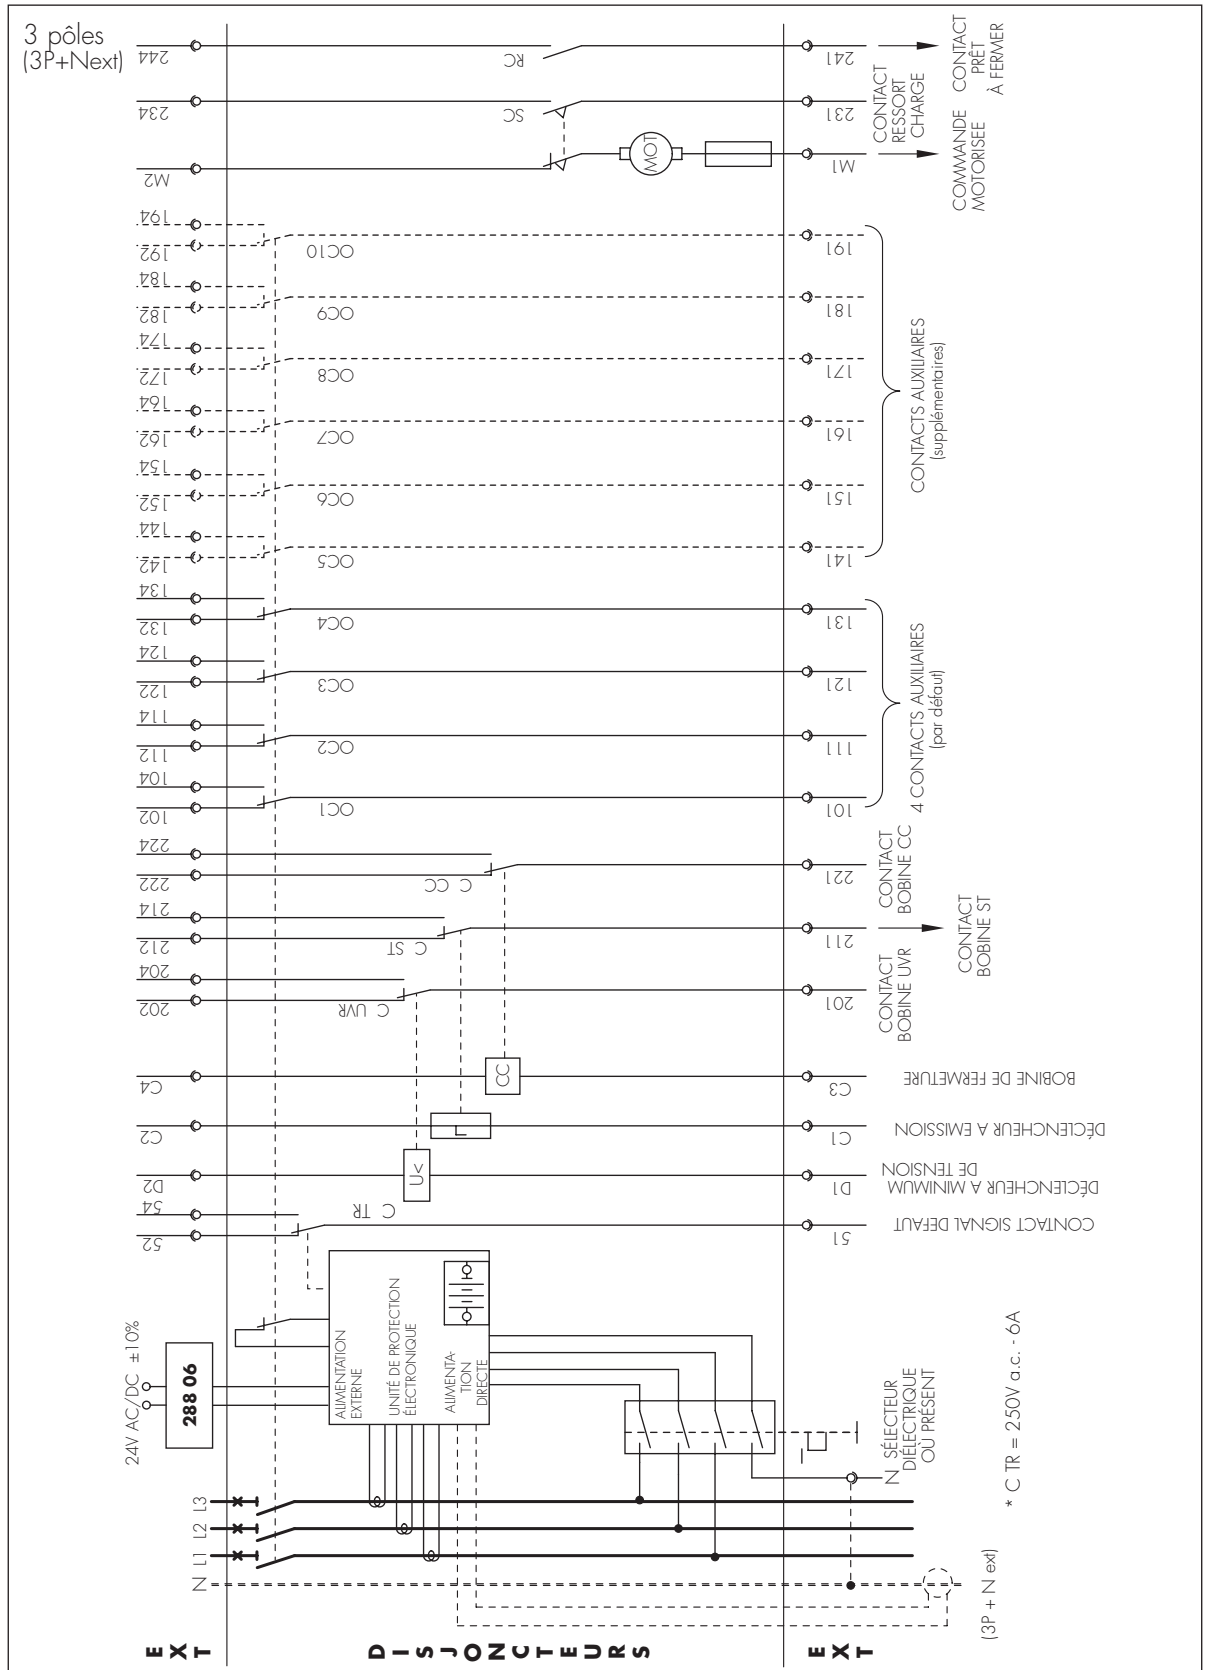 3 pôles
(3P+Next)
244
RC
241
CONTACT
PRÊT
À FERMER
234
SC
231
CONTACT
RESSORT
CHARGE
M2
MOT
M1
COMMANDE
MOTORISEE
194
192
OC10
191
184
182
OC9
181
174
172
OC8
171
164
162
OC7
161
154
152
OC6
151
144
142
OC5
141
CONTACTS AUXILIAIRES
(supplémentaires)
134
132
OC4
131
124
122
OC3
121
114
112
OC2
111
104
102
OC1
101
4 CONTACTS AUXILIAIRES
(par défaut)
224
222
C CC
221
CONTACT
BOBINE CC
214
212
C ST
211
CONTACT
BOBINE ST
204
202
C UVR
201
CONTACT
BOBINE UVR
C4
CC
C3
BOBINE DE FERMETURE
C2
C1
DÉCLENCHEUR A EMISSION
D2
U<
D1
DÉCLENCHEUR A MINIMUM
DE TENSION
54
52
C TR
51
CONTACT SIGNAL DEFAUT
24V AC/DC ±10%
288 06
ALIMENTATION
EXTERNE
UNITÉ DE PROTECTION
ÉLECTRONIQUE
ALIMENTA-
TION
DIRECTE
N
SÉLECTEUR
DIÉLECTRIQUE
OÙ PRÉSENT
* C TR = 250V a.c. - 6A
L3
L2
L1
N
(3P + N ext)
EXT
DISJONCTEURS
EXT